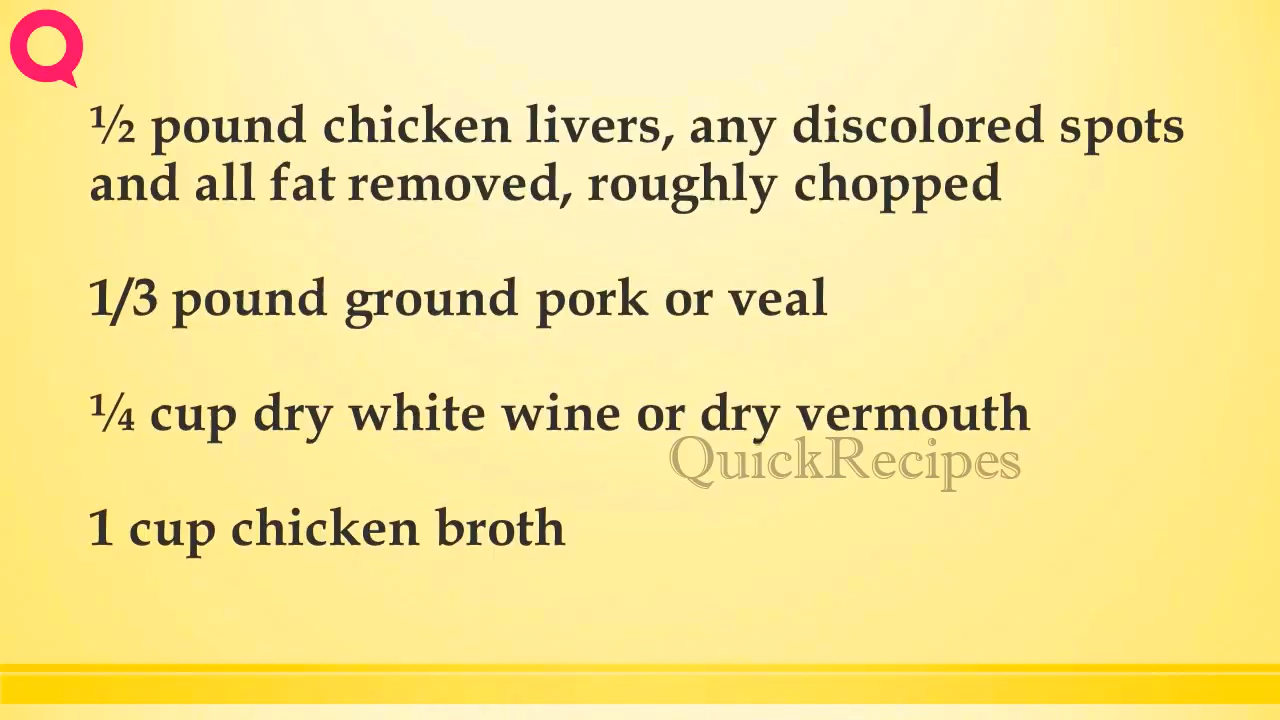 ½ pound chicken livers, any discolored spots
and all fat removed, roughly chopped
1/3 pound ground pork or veal
¼ cup dry white wine or dry vermouth
QuickRecipes
1 cup chicken broth